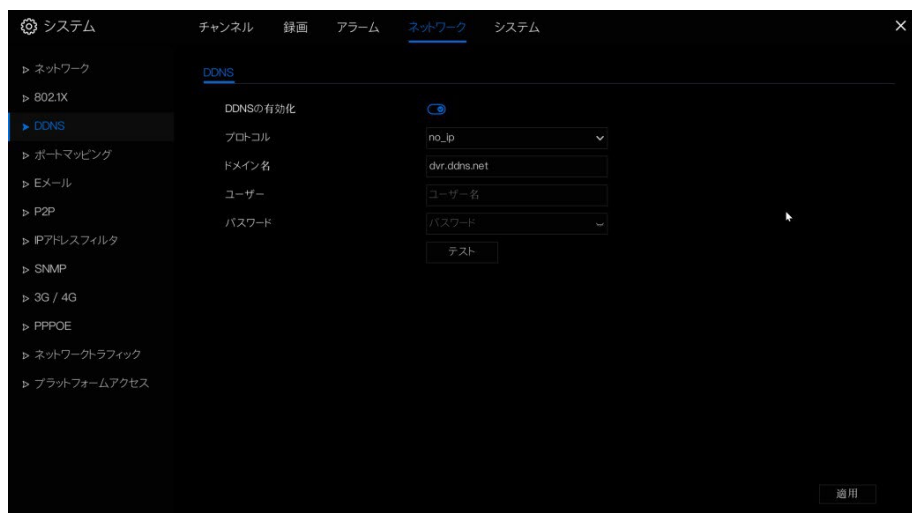 システム
チャンネル 録画 アラーム ネットワーク システム
ネットワーク
802.1X
DDNS
ポートマッピング
Eメール
P2P
IPアドレスフィルタ
SNMP
3G / 4G
PPPOE
ネットワークトラフィック
プラットフォームアクセス
DDNS
DDNSの有効化
プロトコル no_ip
ドメイン名 dvr.ddns.net
ユーザー ユーザー名
パスワード パスワード
テスト
適用